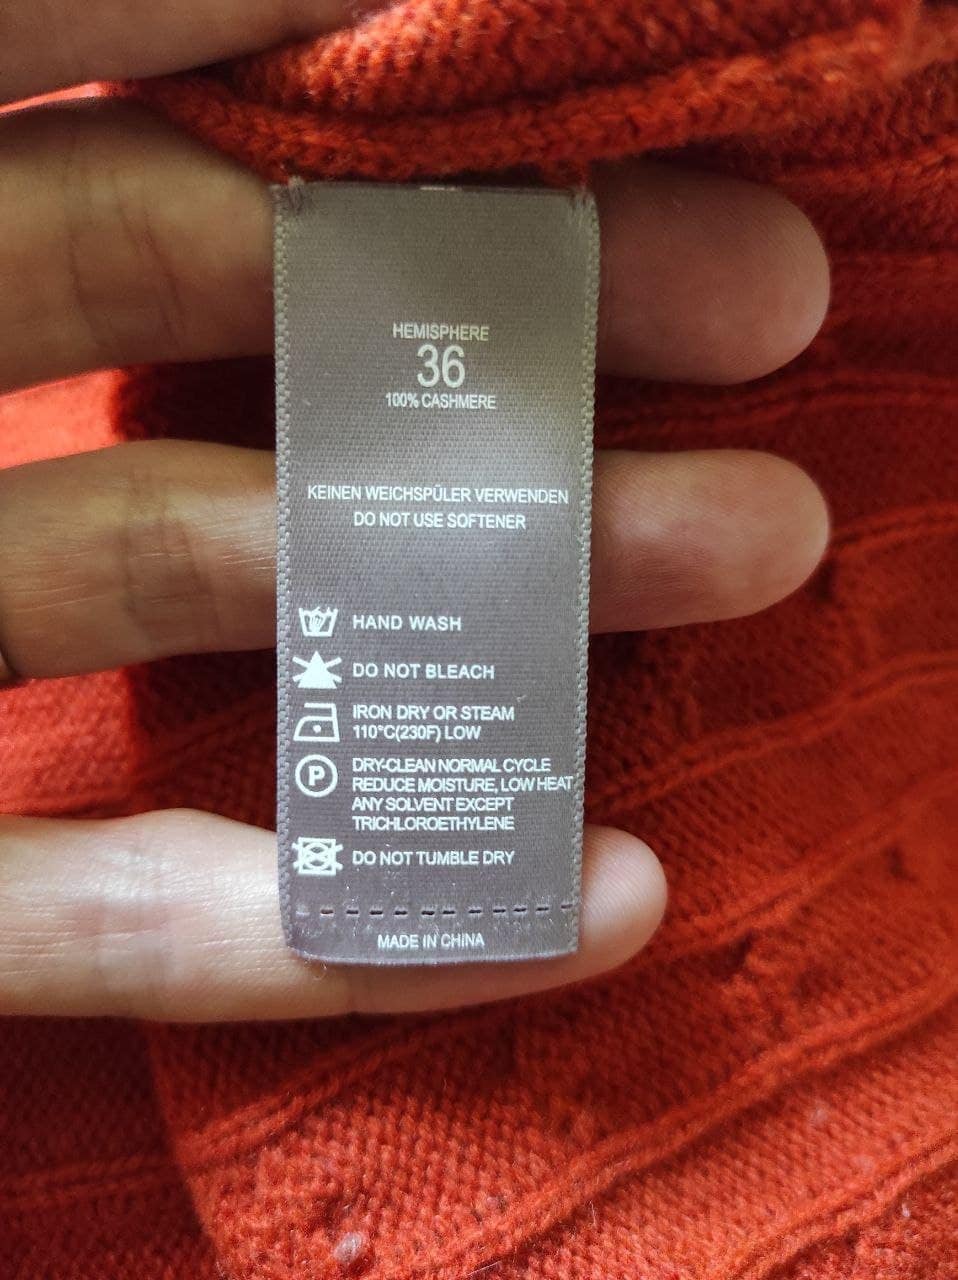 HEMISPHERE
36
100% CASHMERE
KEINEN WEICHSPÜLER VERWENDEN
DO NOT USE SOFTENER
HAND WASH
DO NOT BLEACH
IRON DRY OR STEAM
110°C(230F) LOW
P
DRY-CLEAN NORMAL CYCLE
REDUCE MOISTURE, LOW HEAT
ANY SOLVENT EXCEPT
TRICHLOROETHYLENE
DO NOT TUMBLE DRY
MADE IN CHINA